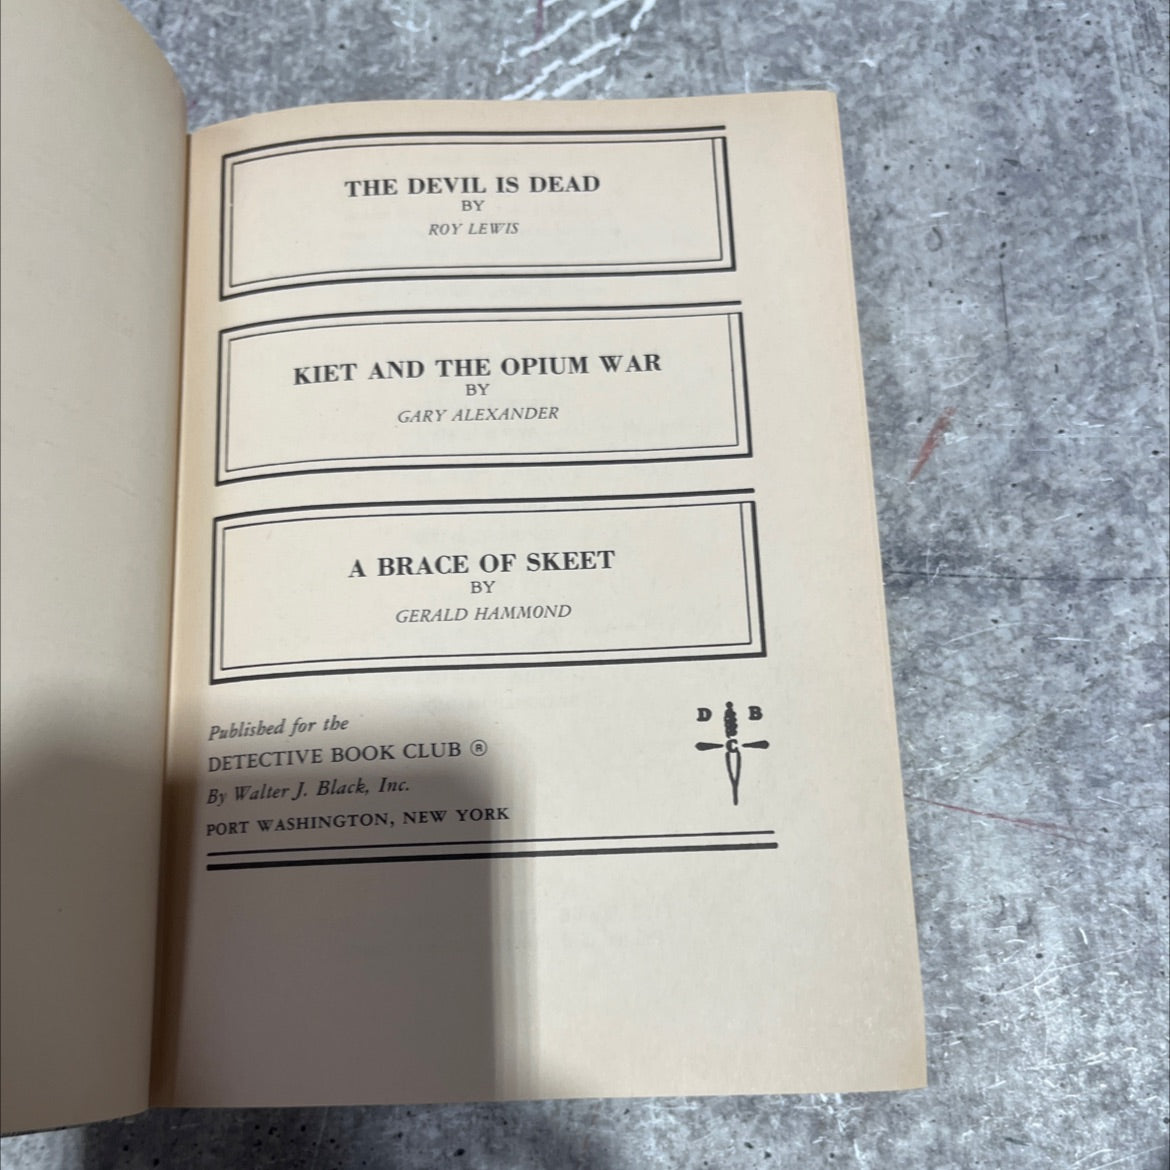 THE DEVIL IS DEAD
BY
ROY LEWIS
KIET AND THE OPIUM WAR
BY
GARY ALEXANDER
A BRACE OF SKEET
BY
GERALD HAMMOND
Published for the
DETECTIVE BOOK CLUB ®
By Walter J. Black, Inc.
PORT WASHINGTON, NEW YORK
D B
C